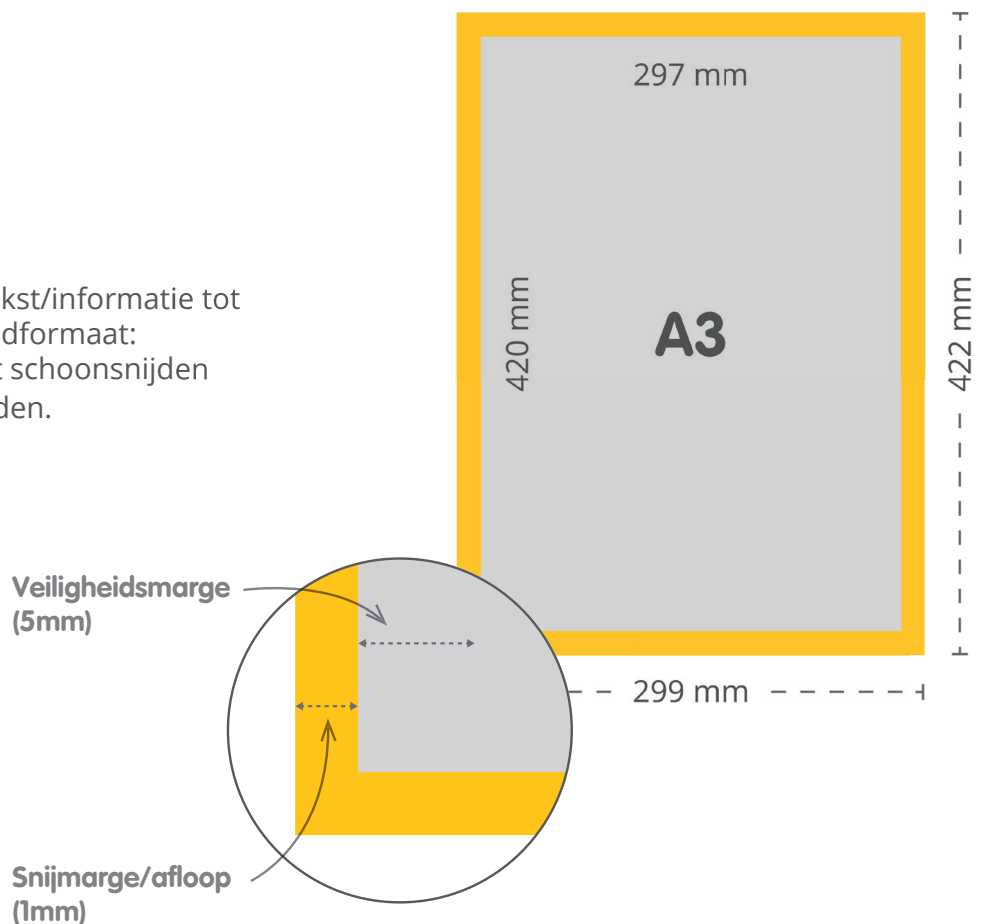 297 mm
kst/informatie tot
dformaat:
t schoonsnijden
den.
420 mm
A3
422 mm
Veiligheidsmarge
(5mm)
299 mm
Snijmarge/afloop
(1mm)